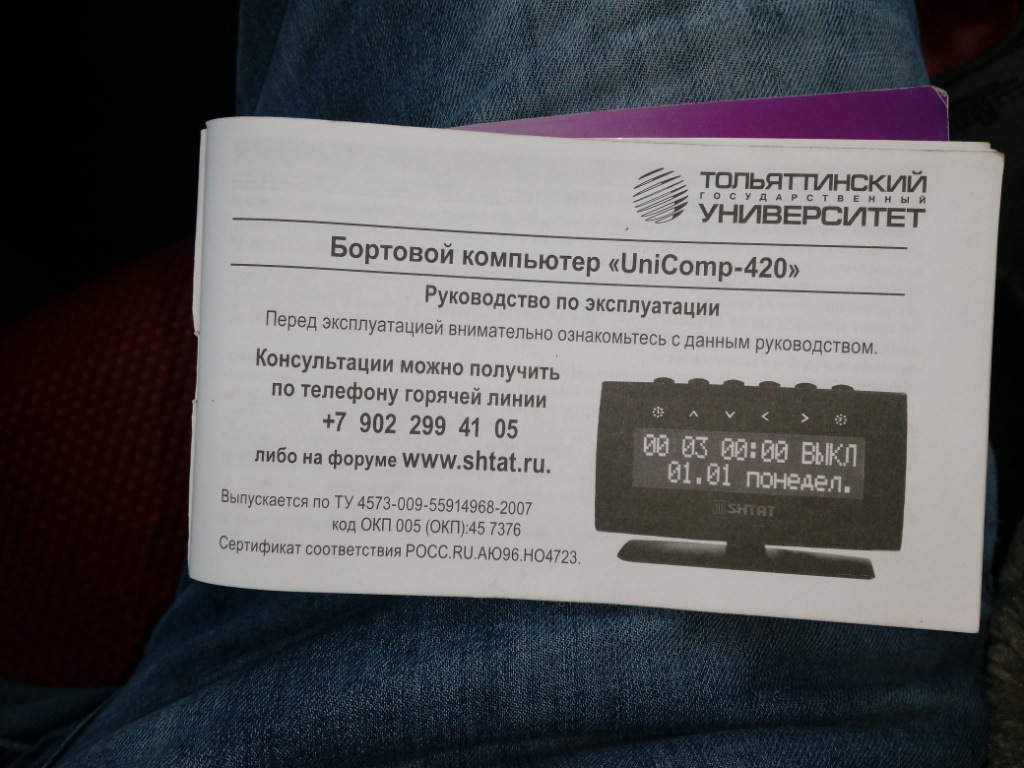 ТОЛЬЯТТИНСКИЙ
ГОСУДАРСТВЕННЫЙ
УНИВЕРСИТЕТ
Бортовой компьютер «UniComp-420»
Руководство по эксплуатации
Перед эксплуатацией внимательно ознакомьтесь с данным руководством.
Консультации можно получить
по телефону горячей линии
+7 902 299 41 05
либо на форуме www.shtat.ru.
Выпускается по ТУ 4573-009-55914968-2007
код ОКП 005 (ОКП):45 7376
Сертификат соответствия РОСС.RU.АЮ96.НО4723.
00 03 00:00 ВЫКЛ
01.01 понедел.
SHTAT